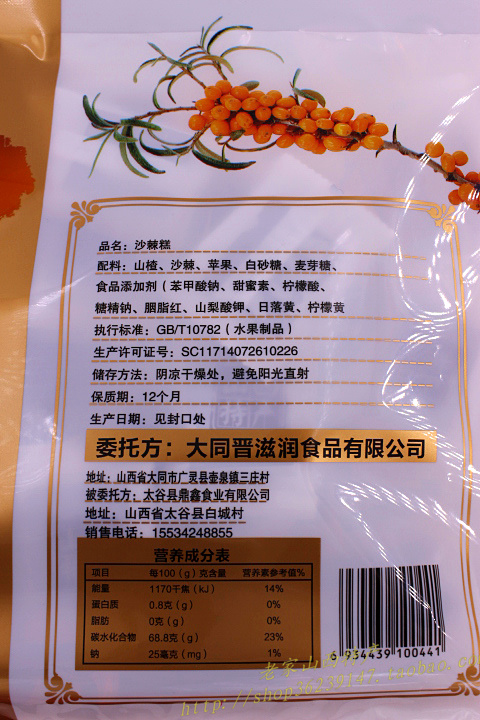 品名：沙棘糕
配料：山楂、沙棘、苹果、白砂糖、麦芽糖、
食品添加剂（苯甲酸钠、甜蜜素、柠檬酸、
糖精钠、胭脂红、山梨酸钾、日落黄、柠檬黄
执行标准：GB/T10782（水果制品）
生产许可证号：SC11714072610226
储存方法：阴凉干燥处，避免阳光直射
保质期：12个月
生产日期：见封口处
委托方：大同晋滋润食品有限公司
地址：山西省大同市广灵县壶泉镇三庄村
被委托方：太谷县鼎鑫食业有限公司
地址：山西省太谷县白城村
销售电话：15534248855
营养成分表
项目 每100（g）克含量 营养素参考值%
能量 1170千焦（kJ） 14%
蛋白质 0.8克（g） 0%
脂肪 0克（g） 0%
碳水化合物 68.8克（g） 23%
钠 25毫克（mg） 1%
6 934439 100441